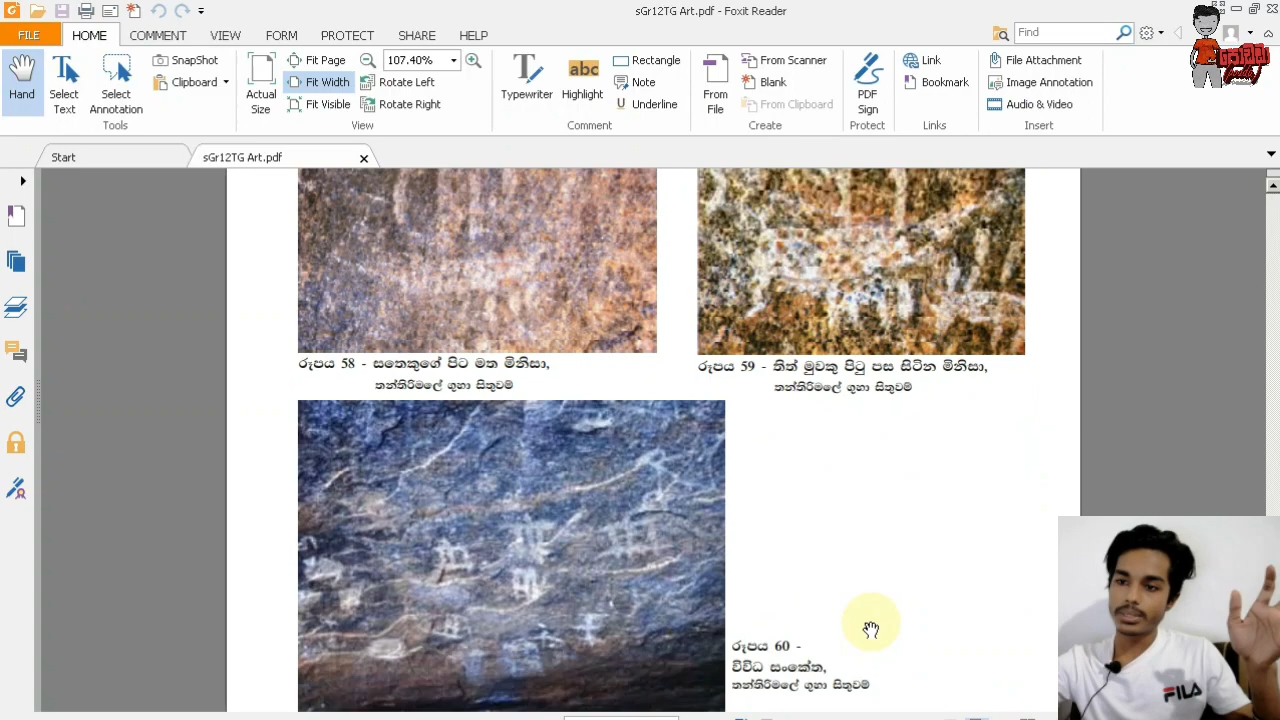 sGr12TG Art.pdf - Foxit Reader
FILE HOME COMMENT VIEW FORM PROTECT SHARE HELP
Find
Hand
Select Text
Select Annotation
SnapShot
Clipboard
Tools
Actual Size
Fit Page
Fit Width
Fit Visible
107.40%
Rotate Left
Rotate Right
View
Typewriter
Highlight
Rectangle
Note
Underline
Comment
From File
From Scanner
Blank
From Clipboard
Create
PDF Sign
Protect
Link
Bookmark
Links
File Attachment
Image Annotation
Audio & Video
Insert
Start
sGr12TG Art.pdf
රූපය 58 - සතෙකුගේ පිට මත මිනිසා,
තන්තිරිමලේ ගුහා සිතුවම්
රූපය 59 - තිත් මුවකු පිටු පස සිටින මිනිසා,
තන්තිරිමලේ ගුහා සිතුවම්
රූපය 60 -
විවිධ සංකේත,
තන්තිරිමලේ ගුහා සිතුවම්
FILA